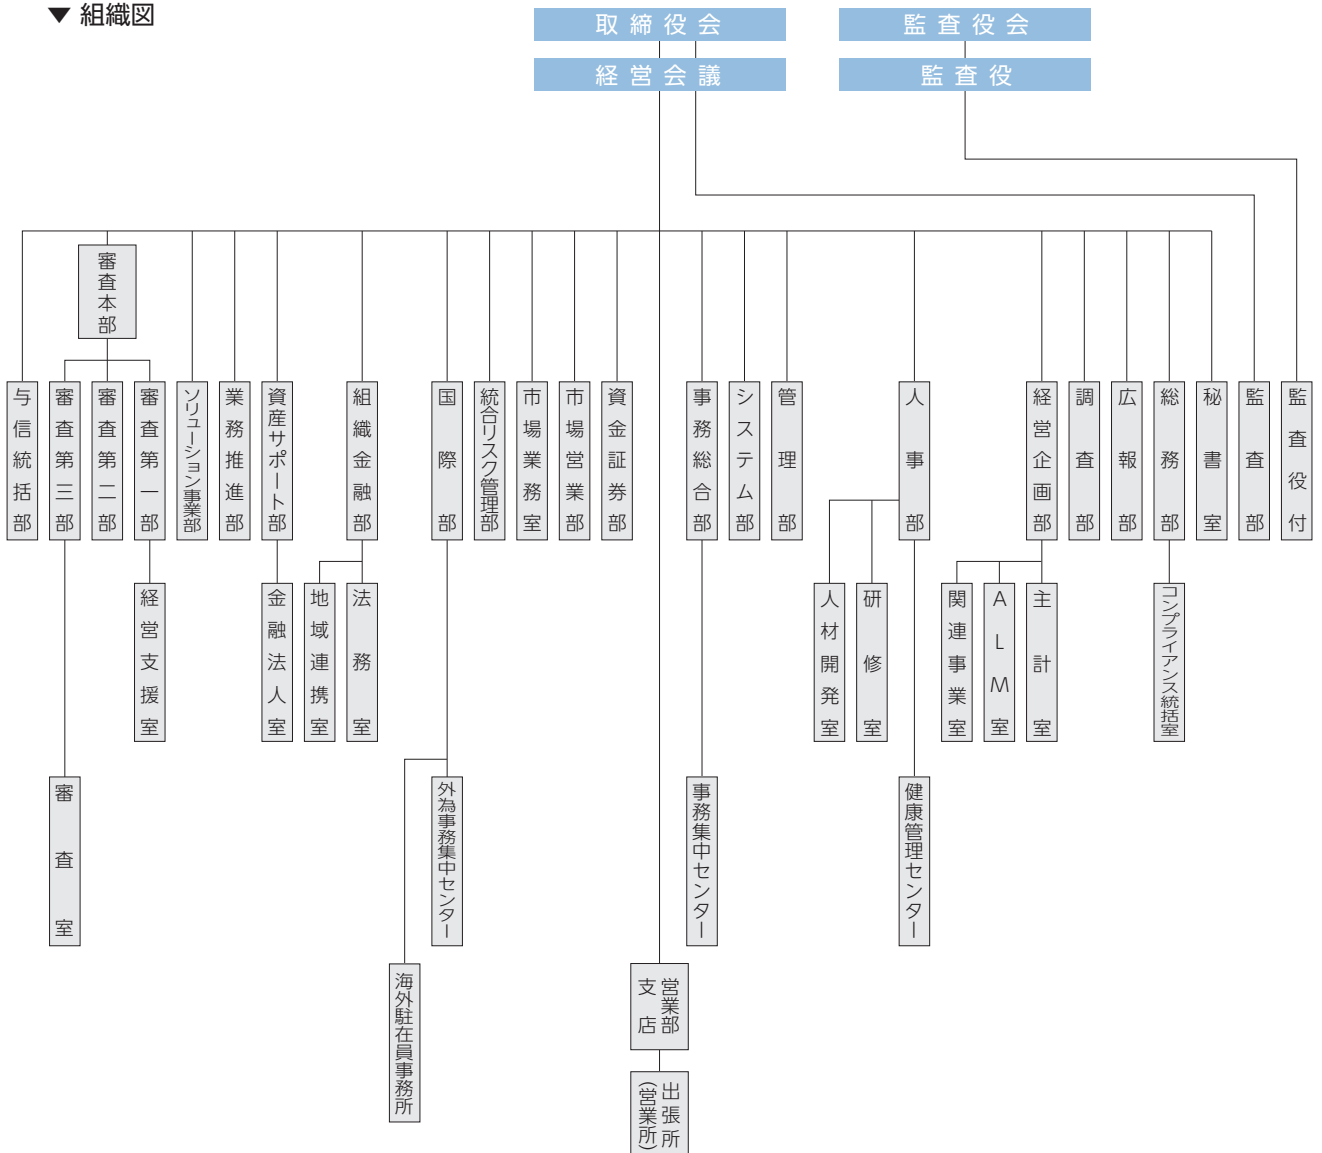 ▼ 組織図
取締役会
監査役会
経営会議
監査役
審査本部
与信統括部
審査第三部
審査第二部
審査第一部
ソリューション事業部
業務推進部
資産サポート部
組織金融部
国際部
統合リスク管理部
市場業務室
市場営業部
資金証券部
事務総合部
システム部
管理部
人事部
経営企画部
調査部
広報部
総務部
秘書室
監査部
監査役付
経営支援室
金融法人室
地域連携室
法務室
人材開発室
研修室
関連事業室
ALM室
主計室
コンプライアンス統括室
審査室
外為事務集中センター
事務集中センター
健康管理センター
海外駐在員事務所
営業部
支店
出張所
(営業所)